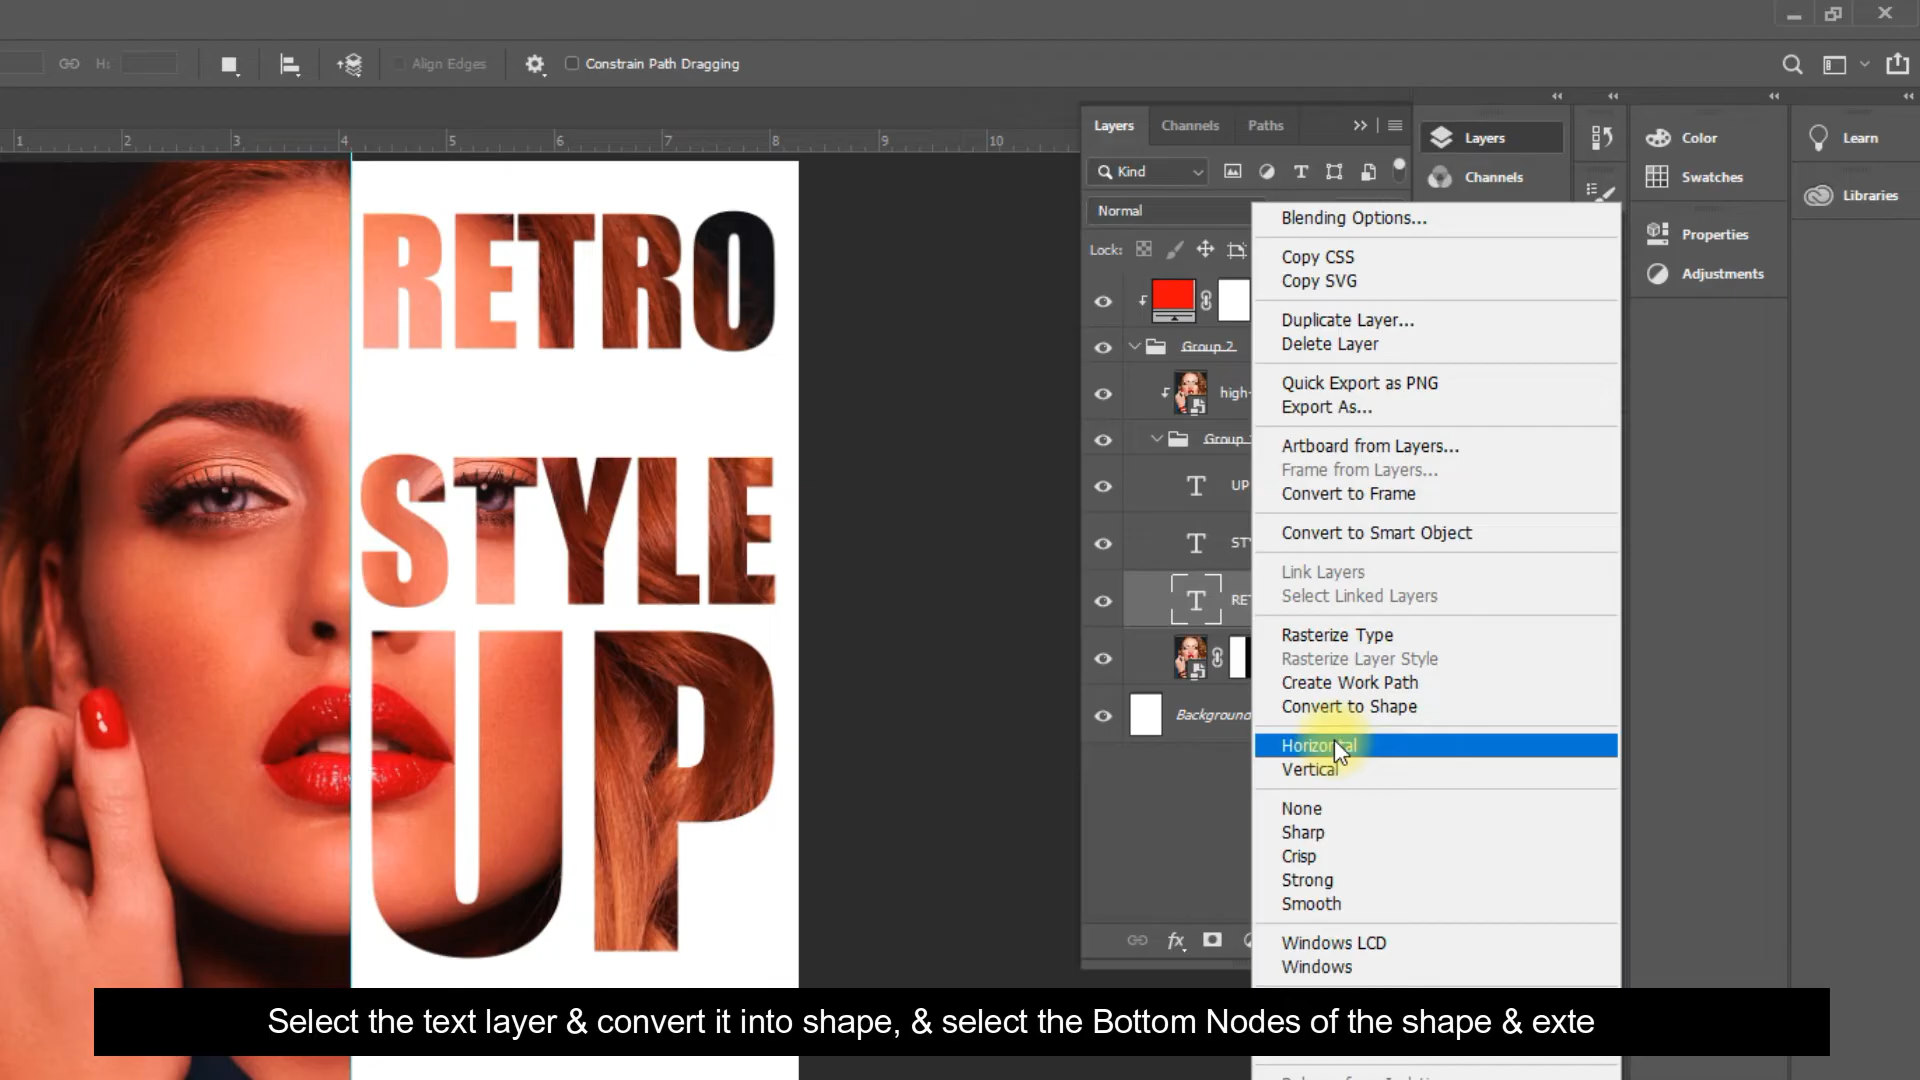 H:
Align Edges
Constrain Path Dragging
1 2 3 4 5 6 7 8 9 10
Layers Channels Paths
Kind
Normal
Lock:
Group 2
high-
Group
UP
STY
RE
Background
Layers
Channels
Color
Swatches
Properties
Adjustments
Learn
Libraries
Blending Options...
Copy CSS
Copy SVG
Duplicate Layer...
Delete Layer
Quick Export as PNG
Export As...
Artboard from Layers...
Frame from Layers...
Convert to Frame
Convert to Smart Object
Link Layers
Select Linked Layers
Rasterize Type
Rasterize Layer Style
Create Work Path
Convert to Shape
Horizontal
Vertical
None
Sharp
Crisp
Strong
Smooth
Windows LCD
Windows
RETRO
STYLE
UP
Select the text layer & convert it into shape, & select the Bottom Nodes of the shape & exte